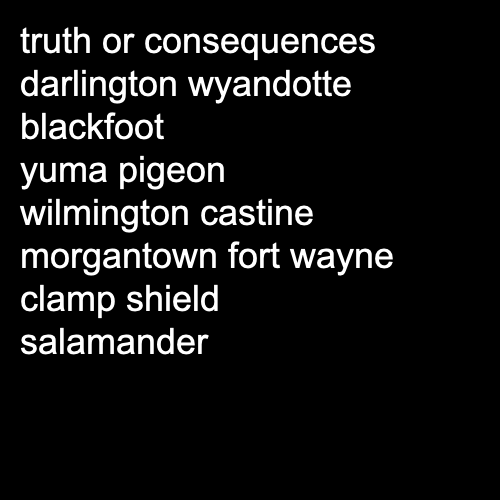 truth or consequences
darlington wyandotte
blackfoot
yuma pigeon
wilmington castine
morgantown fort wayne
clamp shield
salamander